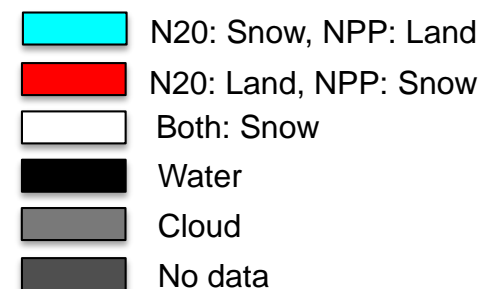 N20: Snow, NPP: Land
N20: Land, NPP: Snow
Both: Snow
Water
Cloud
No data